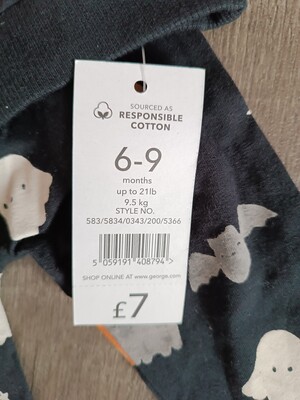 SOURCED AS
RESPONSIBLE
COTTON
6-9
months
up to 21lb
9.5 kg
STYLE NO.
583/5834/0343/200/5366
5 059191 408794 >
SHOP ONLINE AT www.george.com
£7